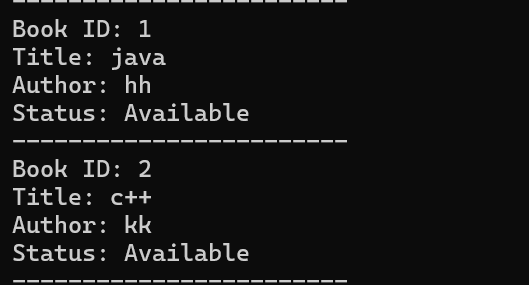 ------------------------
Book ID: 1
Title: java
Author: hh
Status: Available
------------------------
Book ID: 2
Title: c++
Author: kk
Status: Available
------------------------